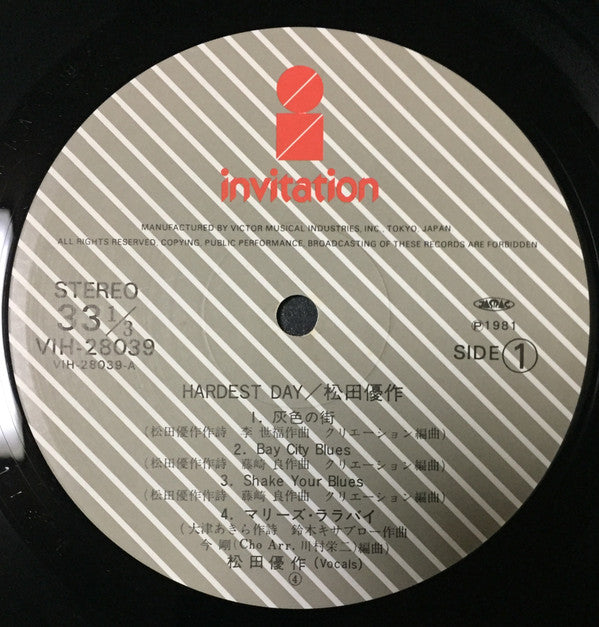 invitation
MANUFACTURED BY VICTOR MUSICAL INDUSTRIES, INC., TOKYO, JAPAN
ALL RIGHTS RESERVED, COPYING, PUBLIC PERFORMANCE, BROADCASTING OF THESE RECORDS ARE FORBIDDEN
STEREO
33 1/3
VIH-28039
VIH-28039-A
JASRAC
Ⓟ1981
SIDE 1
HARDEST DAY／松田優作
1. 灰色の街
(松田優作作詩 李 世福作曲 クリエーション編曲)
2. Bay City Blues
(松田優作作詩 藤崎 良作曲 クリエーション編曲)
3. Shake Your Blues
(松田優作作詩 藤崎 良作曲 クリエーション編曲)
4. マリーズ・ララバイ
(大津あきら作詩 鈴木キサブロー作曲
今 剛(Cho Arr. 川村栄二)編曲)
松田優作(Vocals)
④